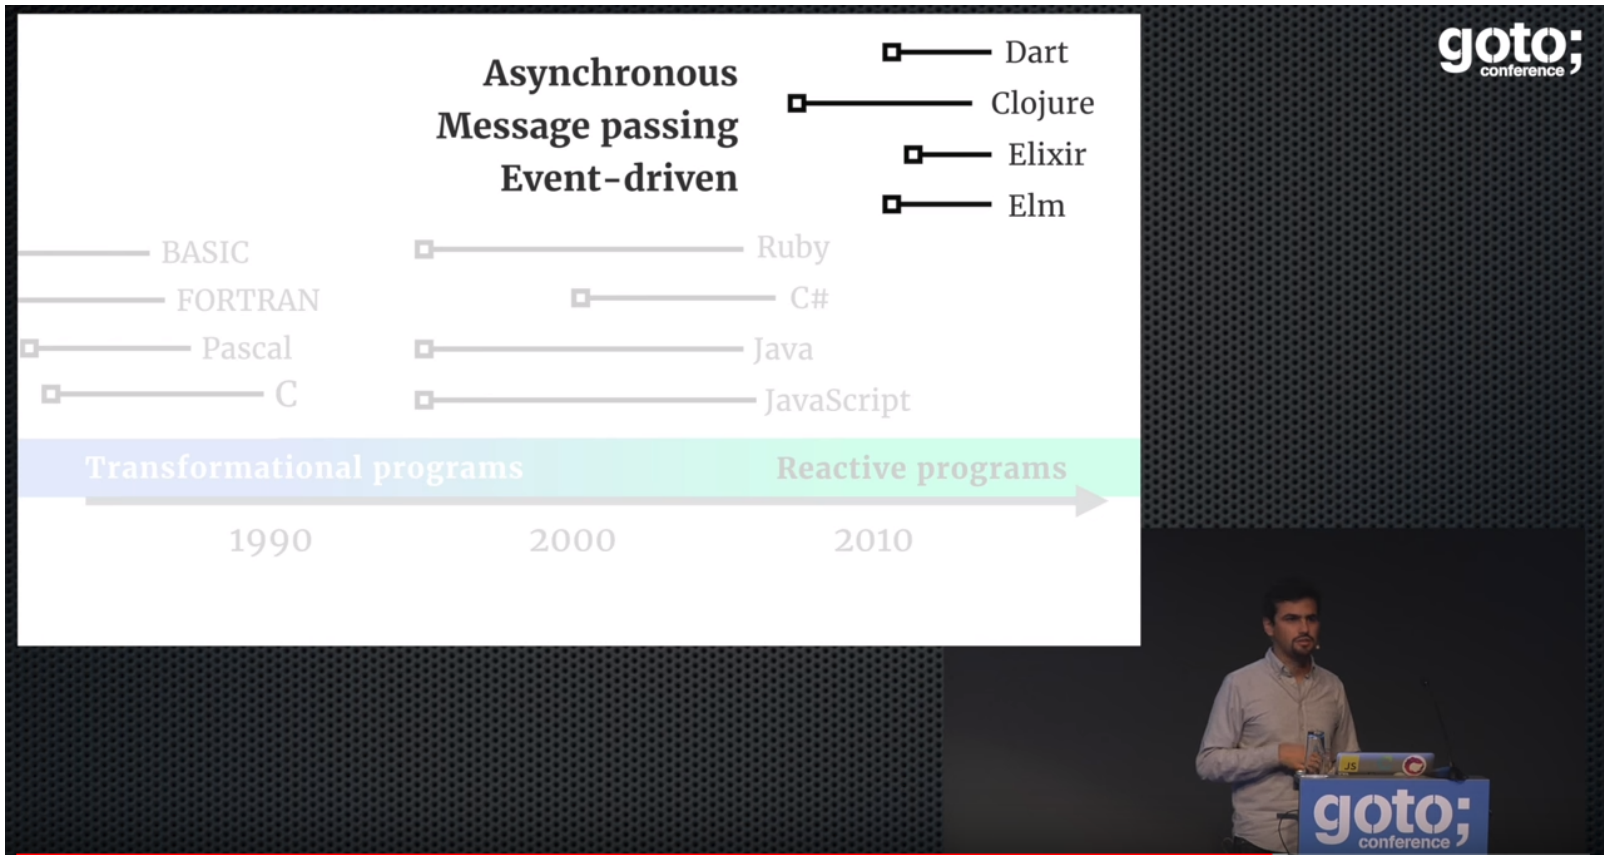 Asynchronous
Message passing
Event-driven
Dart
Clojure
Elixir
Elm
BASIC
FORTRAN
Pascal
C
Ruby
C#
Java
JavaScript
Transformational programs
Reactive programs
1990
2000
2010
goto;
conference
JS
goto;
conference